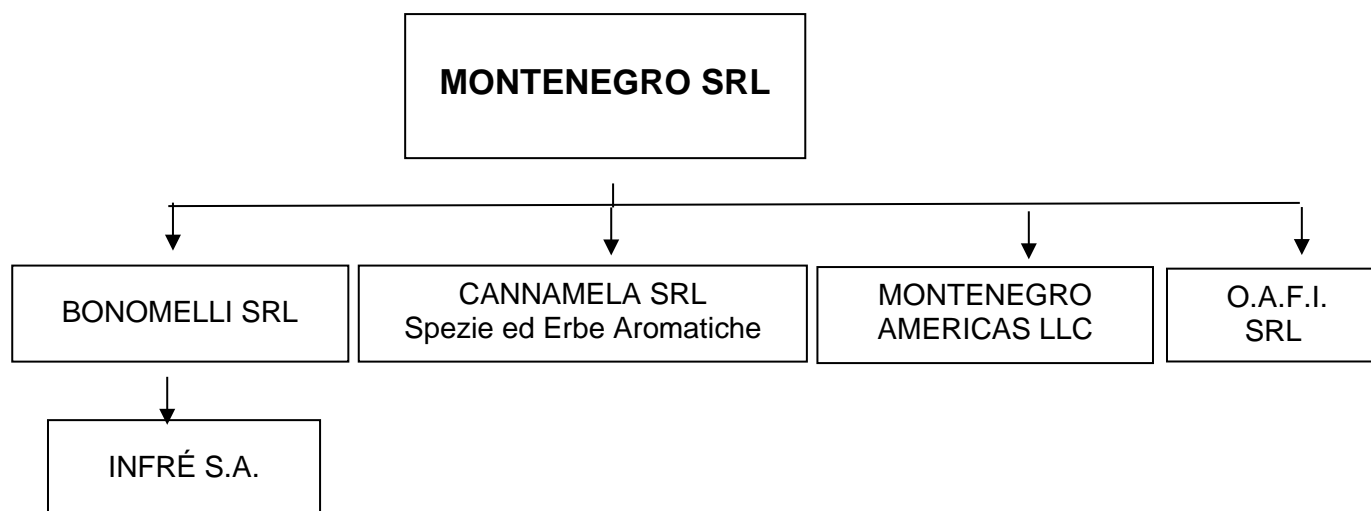 MONTENEGRO SRL
BONOMELLI SRL
CANNAMELA SRL
Spezie ed Erbe Aromatiche
MONTENEGRO
AMERICAS LLC
O.A.F.I.
SRL
INFRÉ S.A.